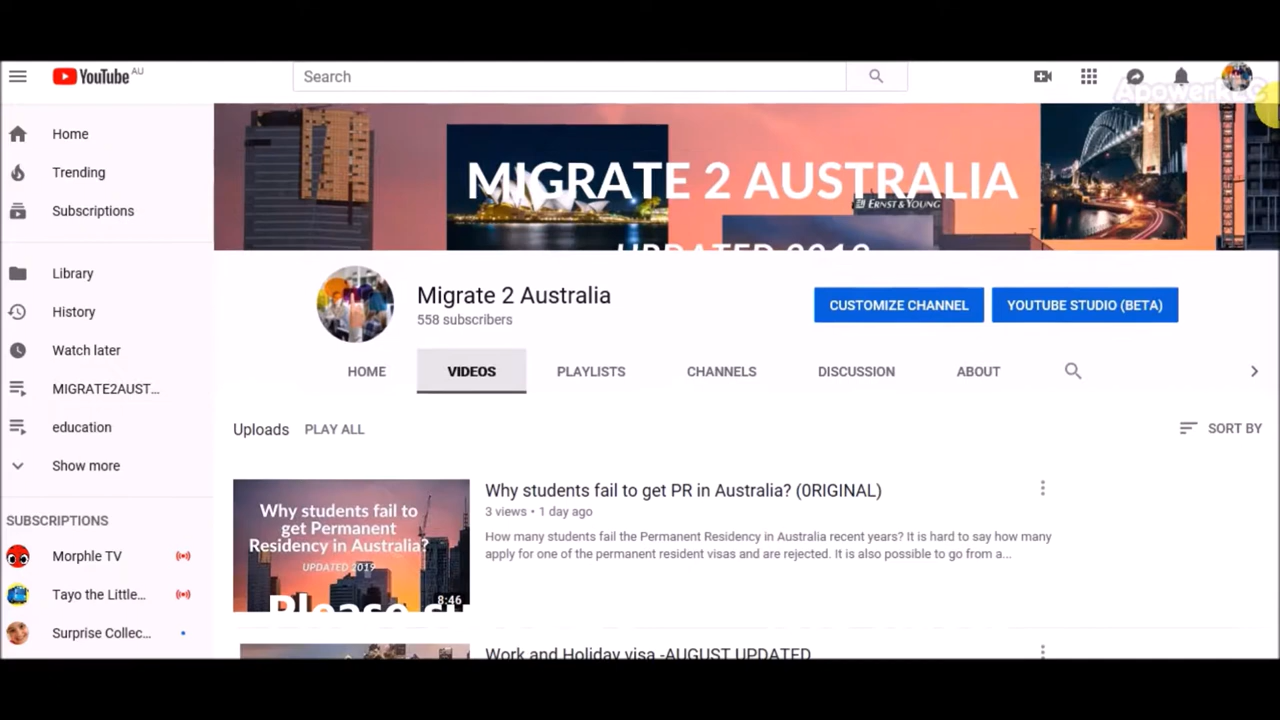 YouTube AU
Search
ApowerREC
Home
Trending
Subscriptions
Library
History
Watch later
MIGRATE2AUST...
education
Show more
SUBSCRIPTIONS
Morphle TV
Tayo the Little...
Surprise Collec...
MIGRATE 2 AUSTRALIA
ERNST & YOUNG
UPDATED 2019
Migrate 2 Australia
558 subscribers
CUSTOMIZE CHANNEL
YOUTUBE STUDIO (BETA)
HOME
VIDEOS
PLAYLISTS
CHANNELS
DISCUSSION
ABOUT
Uploads
PLAY ALL
SORT BY
Why students fail to
get Permanent
Residency in Australia?
UPDATED 2019
8:46
Please su
Why students fail to get PR in Australia? (0RIGINAL)
3 views • 1 day ago
How many students fail the Permanent Residency in Australia recent years? It is hard to say how many
apply for one of the permanent resident visas and are rejected. It is also possible to go from a...
Work and Holiday visa -AUGUST UPDATED